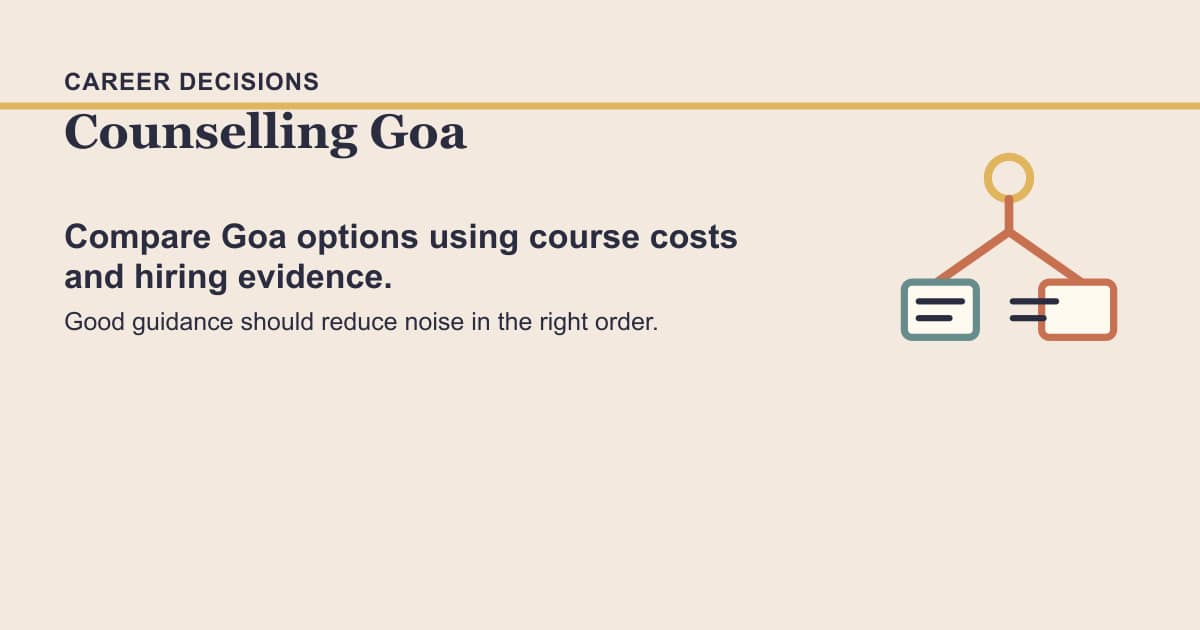 CAREER DECISIONS
Counselling Goa
Compare Goa options using course costs
and hiring evidence.
Good guidance should reduce noise in the right order.